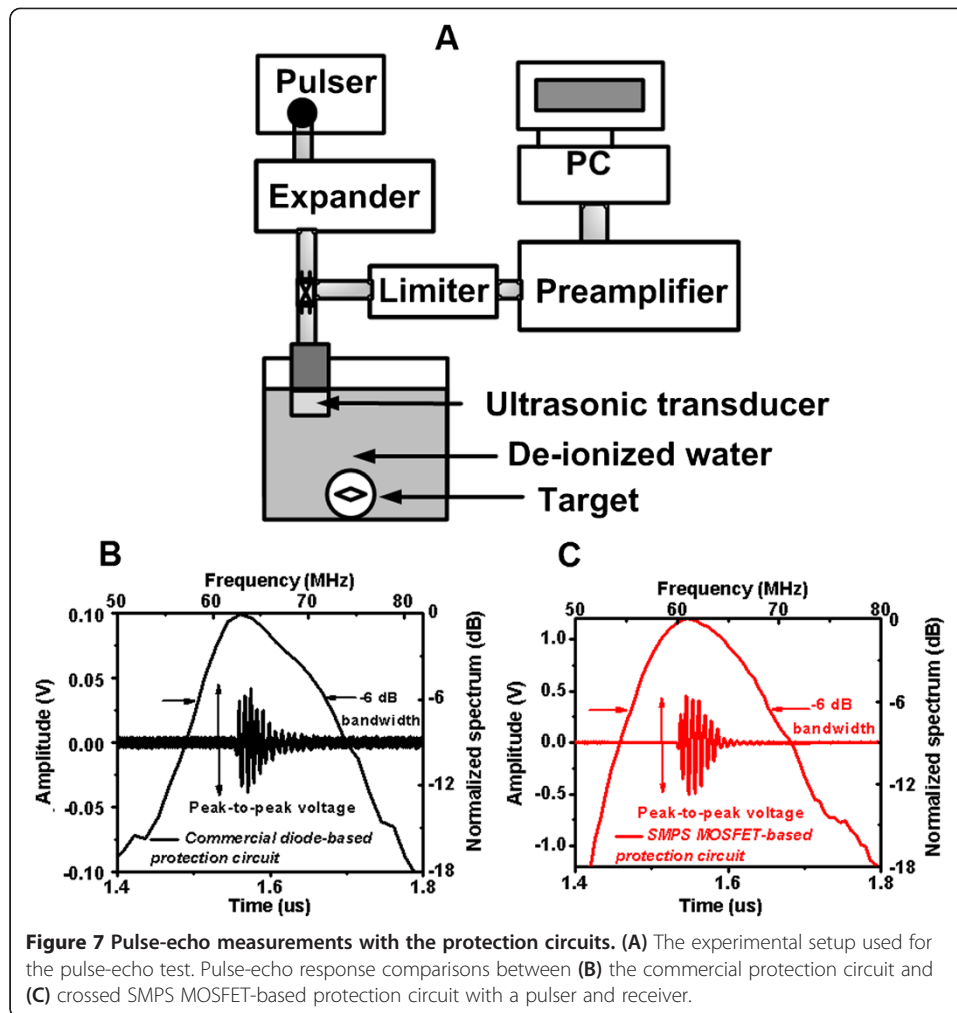 A
Pulser
Expander
PC
Limiter
Preamplifier
Ultrasonic transducer
De-ionized water
Target
B
Frequency (MHz)
50 60 70 80
0.10
0.05
0.00
-0.05
-0.10
Amplitude (V)
0
-6
-12
-18
Normalized spectrum (dB)
-6 dB
bandwidth
Peak-to-peak voltage
Commercial diode-based
protection circuit
1.4 1.6 1.8
Time (us)
C
Frequency (MHz)
50 60 70 80
1.0
0.5
0.0
-0.5
-1.0
Amplitude (V)
0
-6
-12
-18
Normalized spectrum (dB)
-6 dB
bandwidth
Peak-to-peak voltage
SMPS MOSFET-based
protection circuit
1.4 1.6 1.8
Time (us)
Figure 7 Pulse-echo measurements with the protection circuits. (A) The experimental setup used for
the pulse-echo test. Pulse-echo response comparisons between (B) the commercial protection circuit and
(C) crossed SMPS MOSFET-based protection circuit with a pulser and receiver.